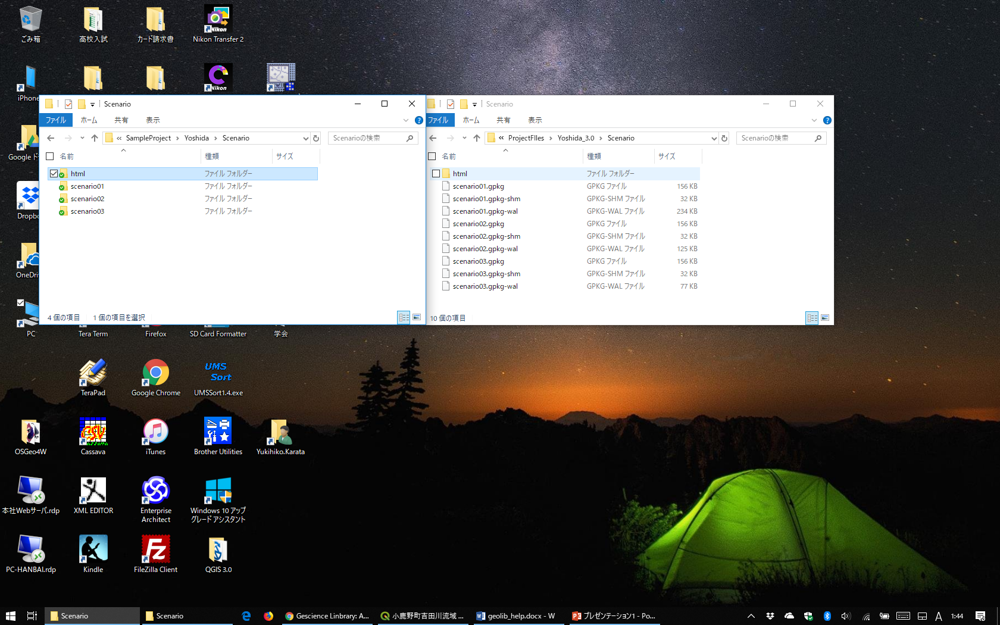 ごみ箱
高校入試
カード請求書
Nikon
Nikon Transfer 2
Nikon
iPhone
Google ド
Dropbo
OneDri
PC
Scenario
ファイル
ホーム
共有
表示
« SampleProject › Yoshida › Scenario
Scenarioの検索
名前
種類
サイズ
html ファイル フォルダー
scenario01 ファイル フォルダー
scenario02 ファイル フォルダー
scenario03 ファイル フォルダー
4 個の項目
1 個の項目を選択
Scenario
ファイル
ホーム
共有
表示
« ProjectFIles › Yoshida_3.0 › Scenario
Scenarioの検索
名前
種類
サイズ
html ファイル フォルダー
scenario01.gpkg GPKG ファイル 156 KB
scenario01.gpkg-shm GPKG-SHM ファイル 32 KB
scenario01.gpkg-wal GPKG-WAL ファイル 234 KB
scenario02.gpkg GPKG ファイル 156 KB
scenario02.gpkg-shm GPKG-SHM ファイル 32 KB
scenario02.gpkg-wal GPKG-WAL ファイル 125 KB
scenario03.gpkg GPKG ファイル 156 KB
scenario03.gpkg-shm GPKG-SHM ファイル 32 KB
scenario03.gpkg-wal GPKG-WAL ファイル 77 KB
10 個の項目
Tera Term
Firefox
SD Card Formatter
学会
TeraPad
Google Chrome
UMS
Sort
UMSSort1.4.exe
OSGeo4W
CSV
Cassava
iTunes
Brother Utilities
Yukihiko.Karata
本社Webサーバ.rdp
XML EDITOR
Enterprise
Architect
Windows 10 アップ
グレード アシスタント
PC-HANBAI.rdp
Kindle
Fz
FileZilla Client
QGIS 3.0
Scenario
Scenario
Gescience Linbrary: A...
小鹿野町吉田川流域 ...
geolib_help.docx - W
プレゼンテーション1 - Po...
A
1:44